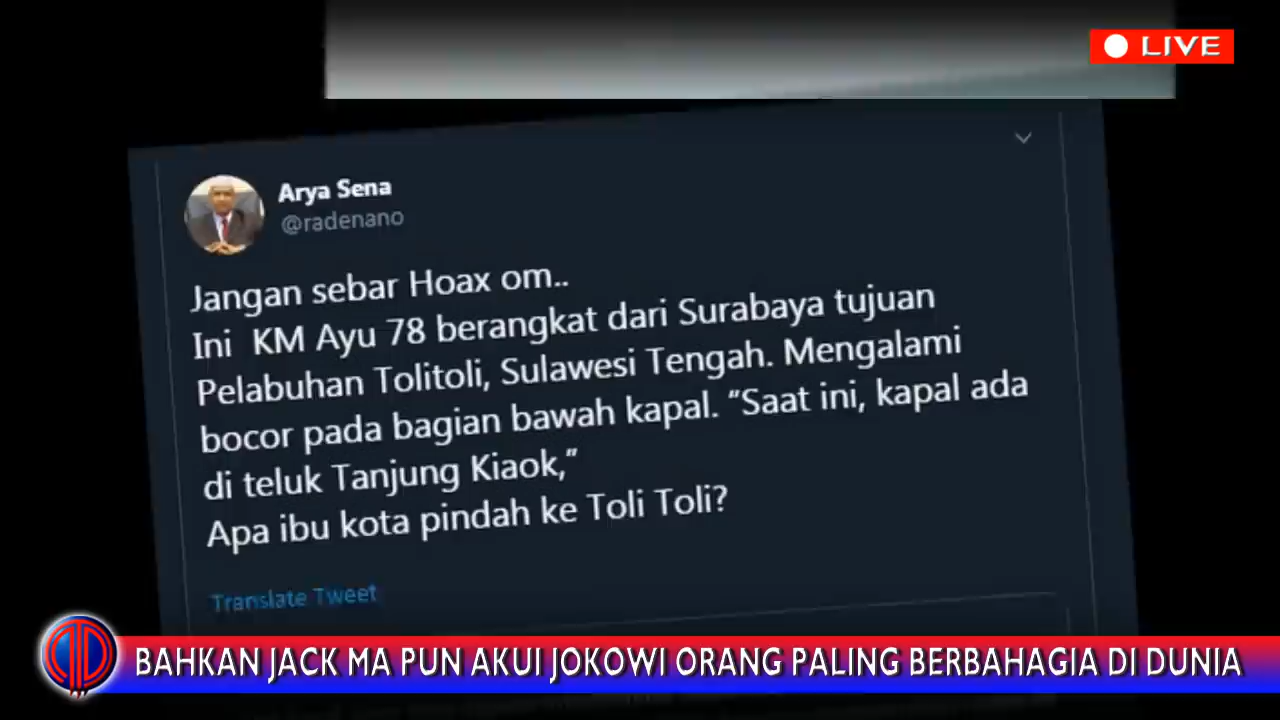 LIVE
Arya Sena
@radenano
Jangan sebar Hoax om..
Ini KM Ayu 78 berangkat dari Surabaya tujuan
Pelabuhan Tolitoli, Sulawesi Tengah. Mengalami
bocor pada bagian bawah kapal. “Saat ini, kapal ada
di teluk Tanjung Kiaok,”
Apa ibu kota pindah ke Toli Toli?
Translate Tweet
BAHKAN JACK MA PUN AKUI JOKOWI ORANG PALING BERBAHAGIA DI DUNIA